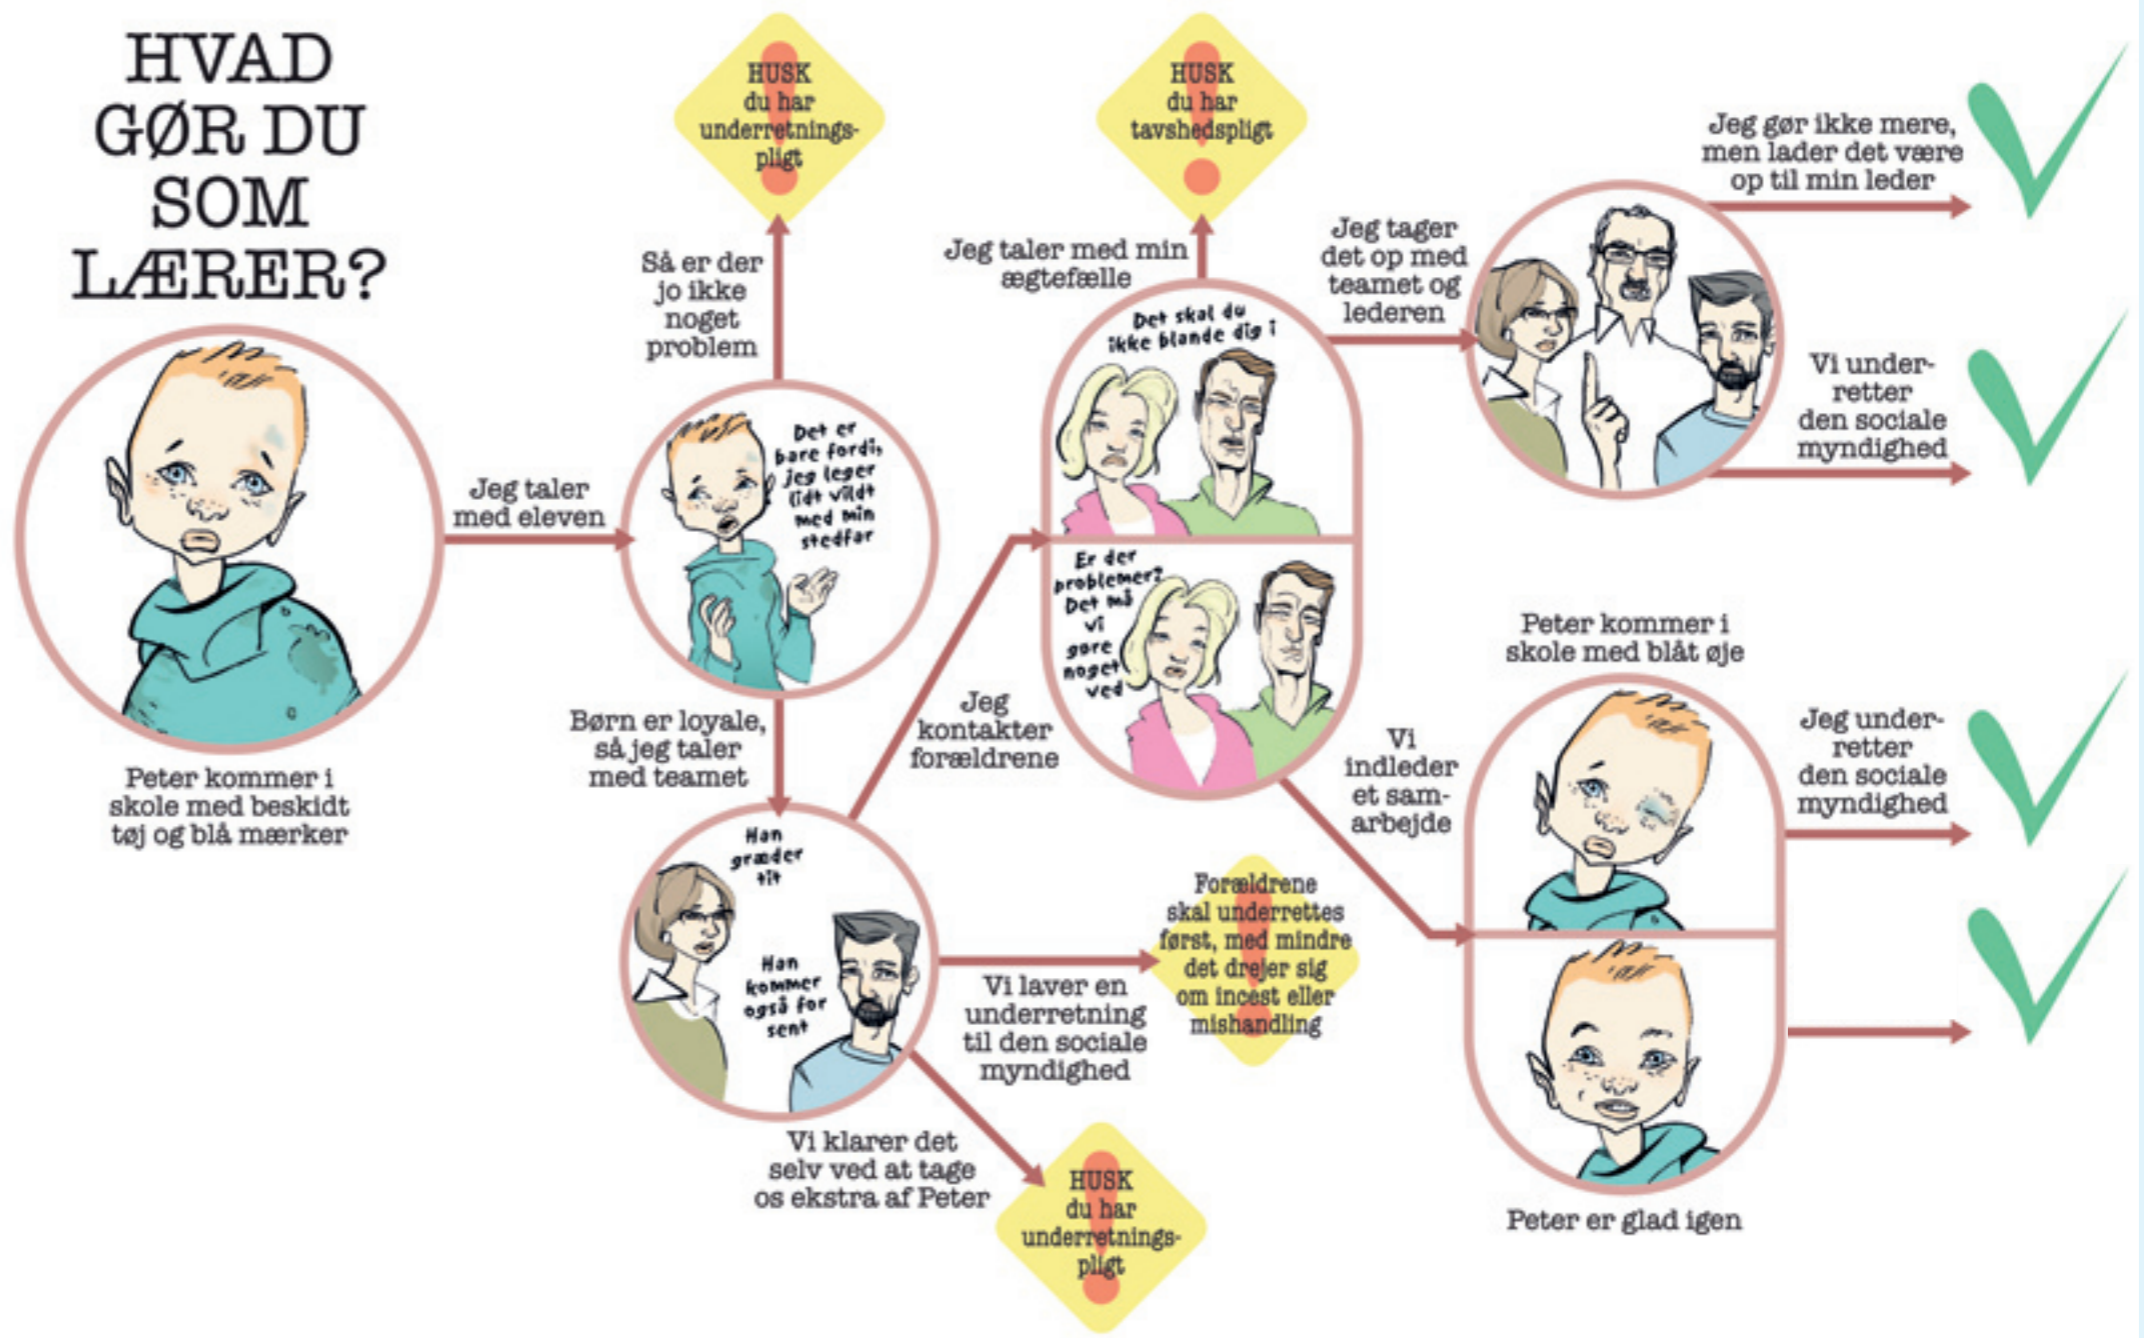 HVAD
GØR DU
SOM
LÆRER?
Peter kommer i
skole med beskidt
tøj og blå mærker
Jeg taler
med eleven
HUSK
du har
underretnings-
pligt
Så er der
jo ikke
noget
problem
Det er
bare fordi,
jeg leger
lidt vildt
med min
stedfar
Børn er loyale,
så jeg taler
med teamet
Han
græder
tit
Han
kommer
også for
sent
Vi klarer det
selv ved at tage
os ekstra af Peter
HUSK
du har
underretnings-
pligt
Vi laver en
underretning
til den sociale
myndighed
Forældrene
skal underrettes
først, med mindre
det drejer sig
om incest eller
mishandling
Jeg
kontakter
forældrene
HUSK
du har
tavshedspligt
Jeg taler med min
ægtefælle
Det skal du
ikke blande dig i
Er der
problemer?
Det må
vi
gøre
noget
ved
Jeg tager
det op med
teamet og
lederen
Jeg gør ikke mere,
men lader det være
op til min leder
Vi under-
retter
den sociale
myndighed
Vi
indleder
et sam-
arbejde
Peter kommer i
skole med blåt øje
Jeg under-
retter
den sociale
myndighed
Peter er glad igen